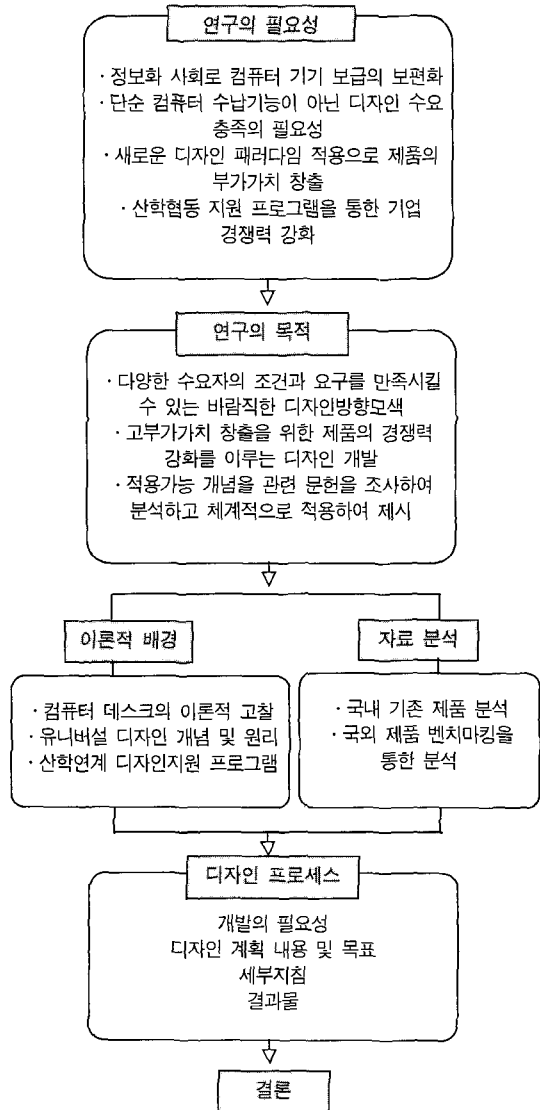 연구의 필요성
· 정보화 사회로 컴퓨터 기기 보급의 보편화
· 단순 컴퓨터 수납기능이 아닌 디자인 수요
충족의 필요성
· 새로운 디자인 패러다임 적용으로 제품의
부가가치 창출
· 산학협동 지원 프로그램을 통한 기업
경쟁력 강화
연구의 목적
· 다양한 수요자의 조건과 요구를 만족시킬
수 있는 바람직한 디자인방향모색
· 고부가가치 창출을 위한 제품의 경쟁력
강화를 이루는 디자인 개발
· 적용가능 개념을 관련 문헌을 조사하여
분석하고 체계적으로 적용하여 제시
이론적 배경
· 컴퓨터 데스크의 이론적 고찰
· 유니버설 디자인 개념 및 원리
· 산학연계 디자인지원 프로그램
자료 분석
· 국내 기존 제품 분석
· 국외 제품 벤치마킹을
통한 분석
디자인 프로세스
개발의 필요성
디자인 계획 내용 및 목표
세부지침
결과물
결론